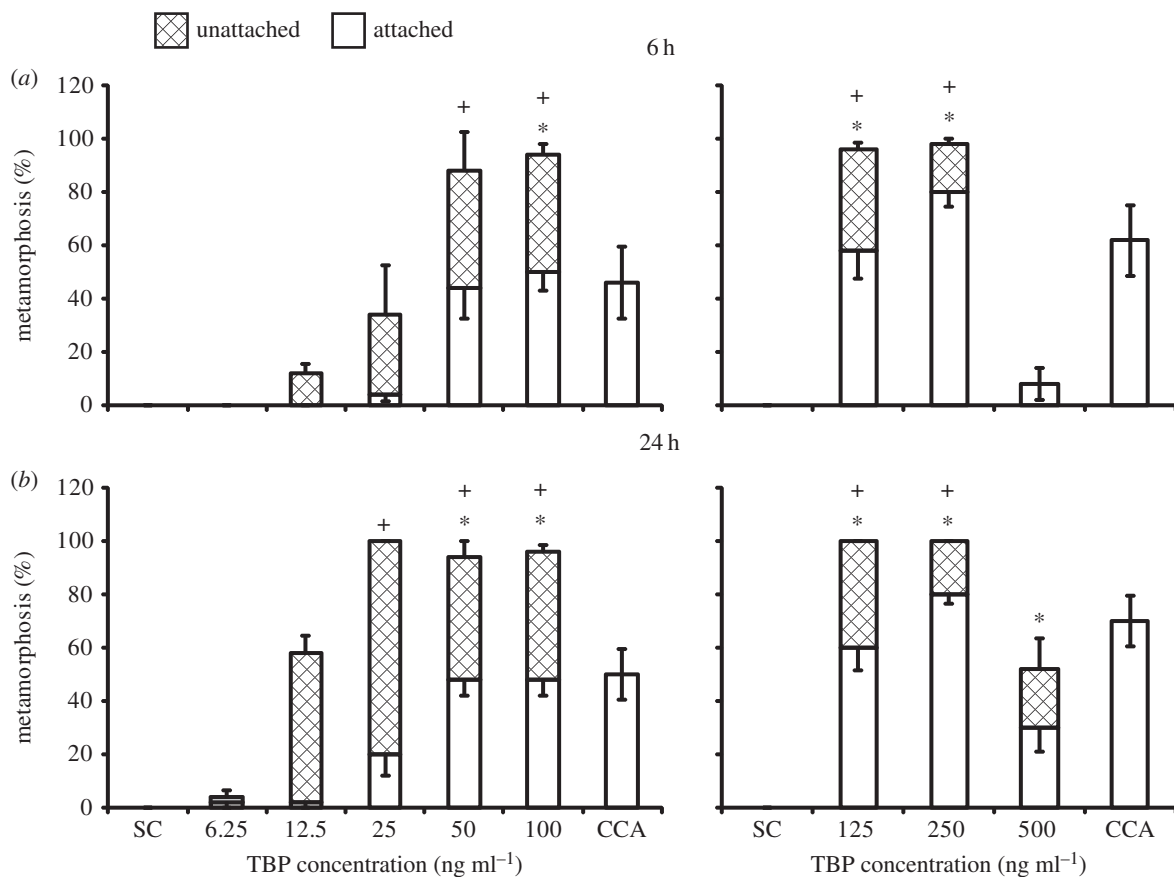 unattached attached
6 h
(a)
metamorphosis (%)
120
100
80
60
40
20
0
+
+
*
+
*
+
*
24 h
(b)
metamorphosis (%)
120
100
80
60
40
20
0
+
+
*
+
*
+
*
+
*
*
SC 6.25 12.5 25 50 100 CCA
TBP concentration (ng ml⁻¹)
SC 125 250 500 CCA
TBP concentration (ng ml⁻¹)